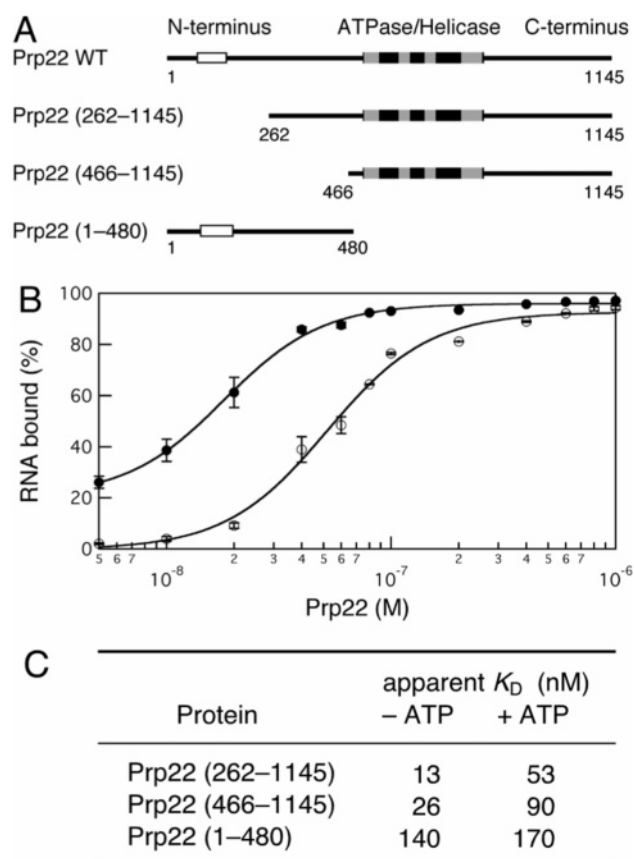 A
N-terminus ATPase/Helicase C-terminus
Prp22 WT
1 1145
Prp22 (262–1145)
262 1145
Prp22 (466–1145)
466 1145
Prp22 (1–480)
1 480
B
100
80
60
40
20
0
RNA bound (%)
5 6 7 2 3 4 5 6 7 2 3 4 5 6 7
10-8 10-7 10-6
Prp22 (M)
C
apparent KD (nM)
Protein – ATP + ATP
Prp22 (262–1145) 13 53
Prp22 (466–1145) 26 90
Prp22 (1–480) 140 170